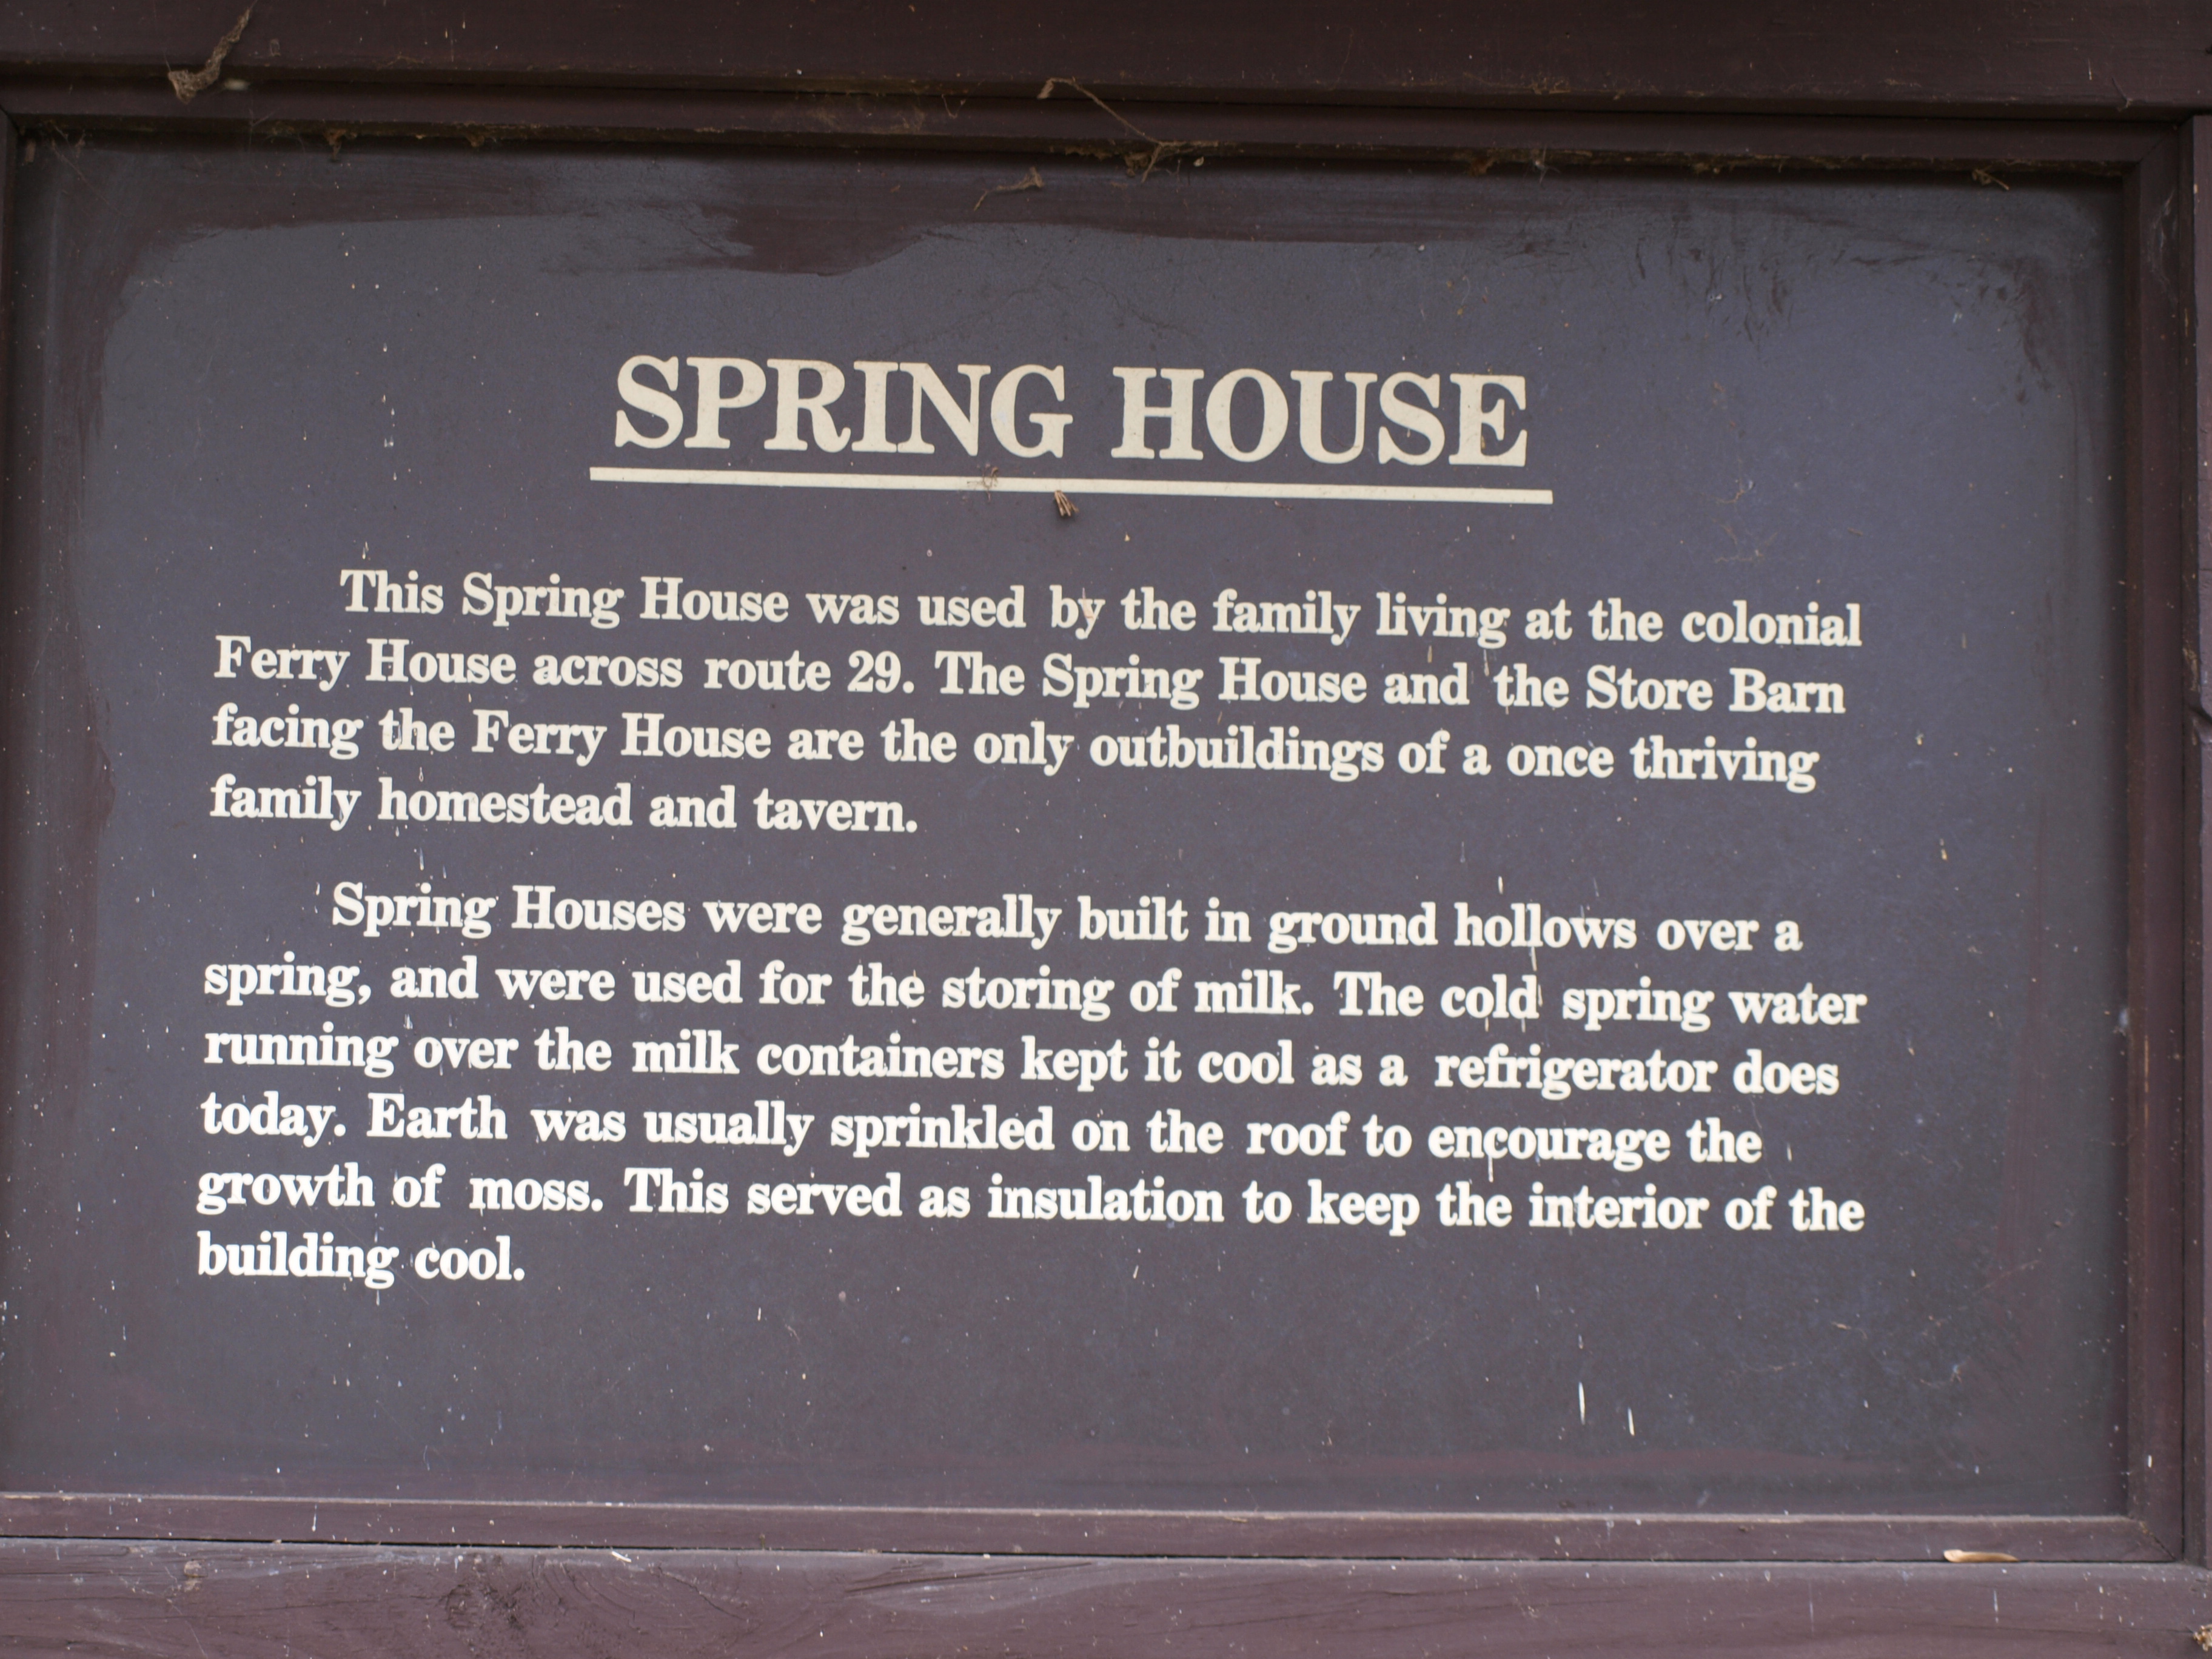 SPRING HOUSE
This Spring House was used by the family living at the colonial
Ferry House across route 29. The Spring House and the Store Barn
facing the Ferry House are the only outbuildings of a once thriving
family homestead and tavern.
Spring Houses were generally built in ground hollows over a
spring, and were used for the storing of milk. The cold spring water
running over the milk containers kept it cool as a refrigerator does
today. Earth was usually sprinkled on the roof to encourage the
growth of moss. This served as insulation to keep the interior of the
building cool.